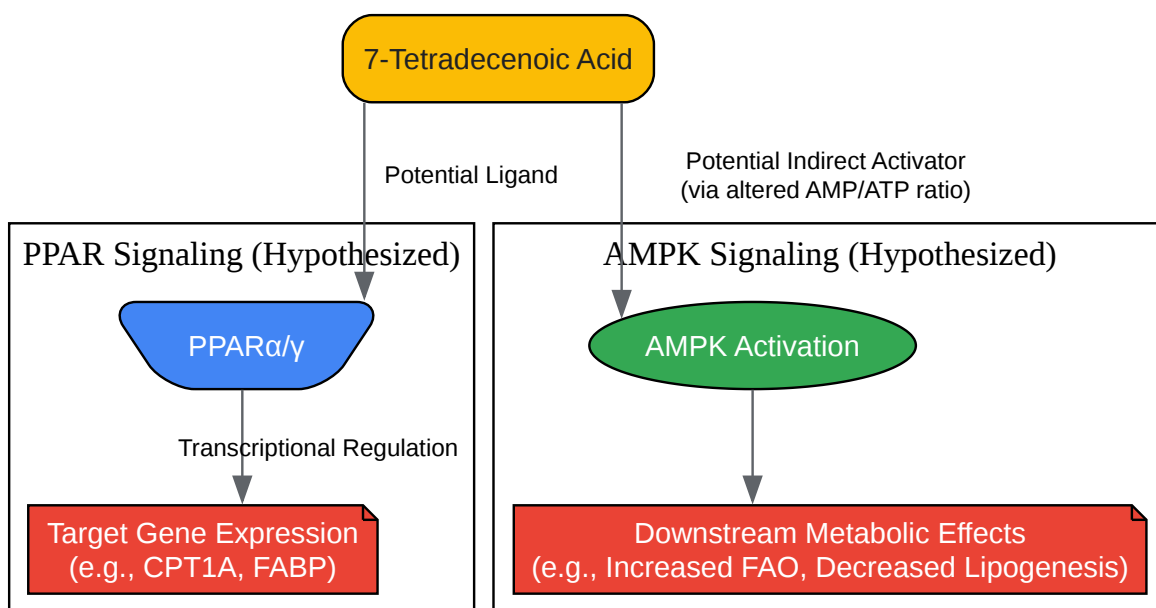 7-Tetradecenoic Acid
Potential Ligand
Potential Indirect Activator
(via altered AMP/ATP ratio)
PPAR Signaling (Hypothesized)
AMPK Signaling (Hypothesized)
PPARα/γ
AMPK Activation
Transcriptional Regulation
Target Gene Expression
(e.g., CPT1A, FABP)
Downstream Metabolic Effects
(e.g., Increased FAO, Decreased Lipogenesis)